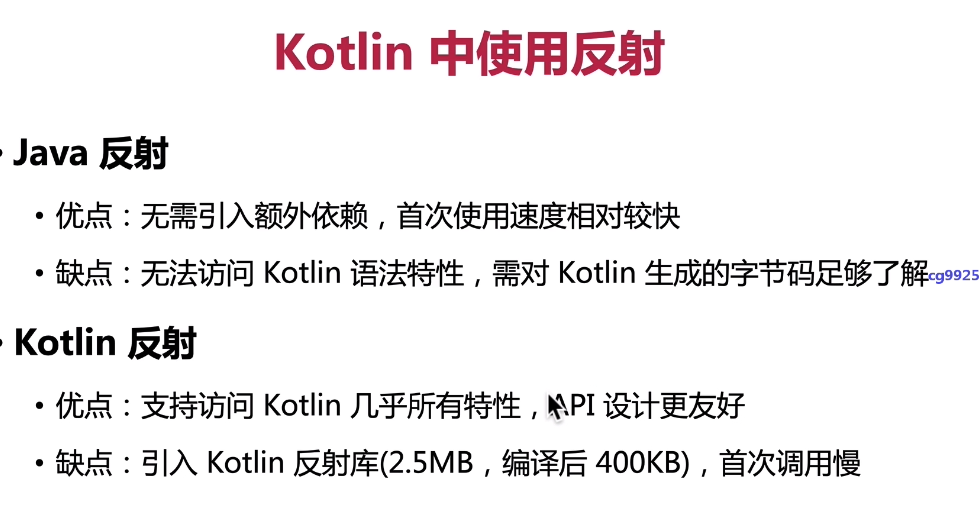 Kotlin 中使用反射
• Java 反射
• 优点：无需引入额外依赖，首次使用速度相对较快
• 缺点：无法访问 Kotlin 语法特性，需对 Kotlin 生成的字节码足够了解
cg9925
• Kotlin 反射
• 优点：支持访问 Kotlin 几乎所有特性，API 设计更友好
• 缺点：引入 Kotlin 反射库(2.5MB，编译后 400KB)，首次调用慢